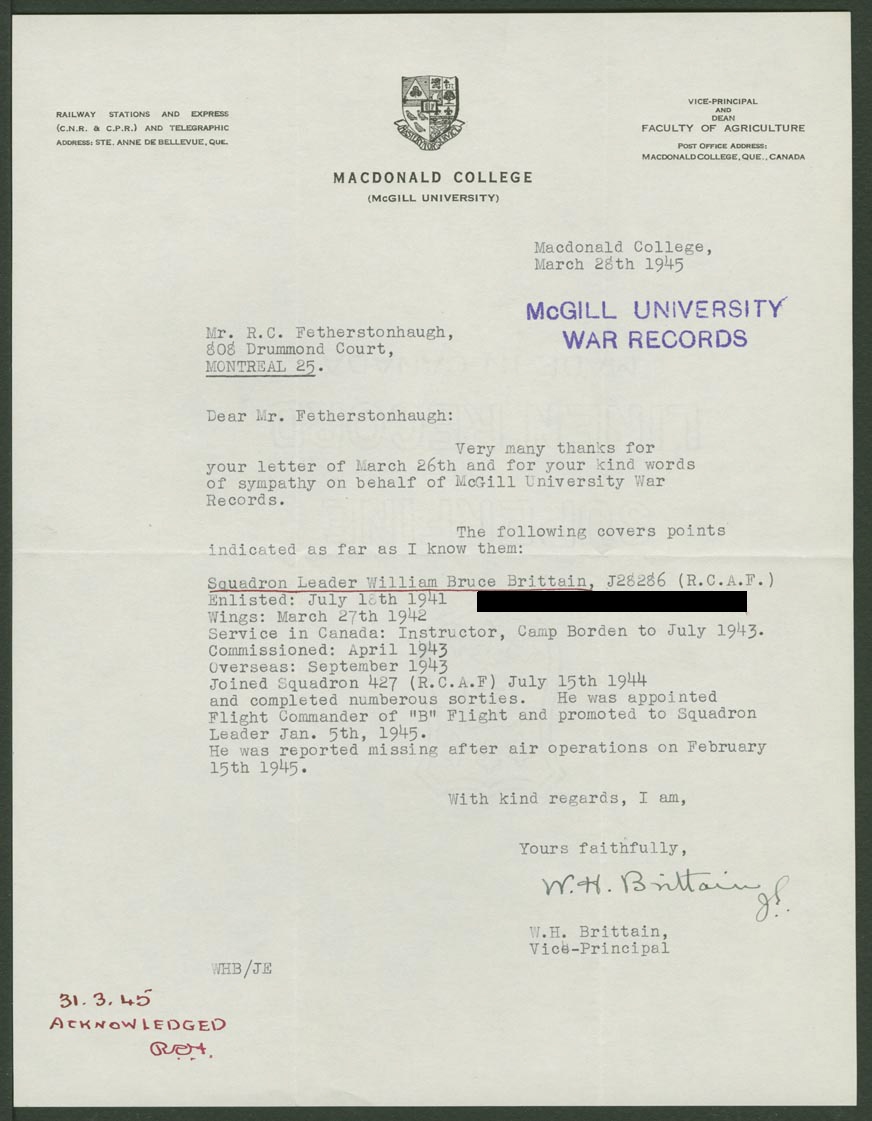 RAILWAY STATIONS AND EXPRESS
(C.N.R. & C.P.R.) AND TELEGRAPHIC
ADDRESS: STE. ANNE DE BELLEVUE, QUE.
VICE-PRINCIPAL
AND
DEAN
FACULTY OF AGRICULTURE
POST OFFICE ADDRESS:
MACDONALD COLLEGE, QUE., CANADA
MACDONALD COLLEGE
(McGILL UNIVERSITY)
Macdonald College,
March 28th 1945
McGILL UNIVERSITY
WAR RECORDS
Mr. R.C. Fetherstonhaugh,
808 Drummond Court,
MONTREAL 25.
Dear Mr. Fetherstonhaugh:
Very many thanks for
your letter of March 26th and for your kind words
of sympathy on behalf of McGill University War
Records.
The following covers points
indicated as far as I know them:
Squadron Leader William Bruce Brittain, J28286 (R.C.A.F.)
Enlisted: July 18th 1941
Wings: March 27th 1942
Service in Canada: Instructor, Camp Borden to July 1943.
Commissioned: April 1943
Overseas: September 1943
Joined Squadron 427 (R.C.A.F) July 15th 1944
and completed numberous sorties. He was appointed
Flight Commander of "B" Flight and promoted to Squadron
Leader Jan. 5th, 1945.
He was reported missing after air operations on February
15th 1945.
With kind regards, I am,
Yours faithfully,
W.H. Brittain
W.H. Brittain,
Vice-Principal
WHB/JE
31.3.45
ACKNOWLEDGED